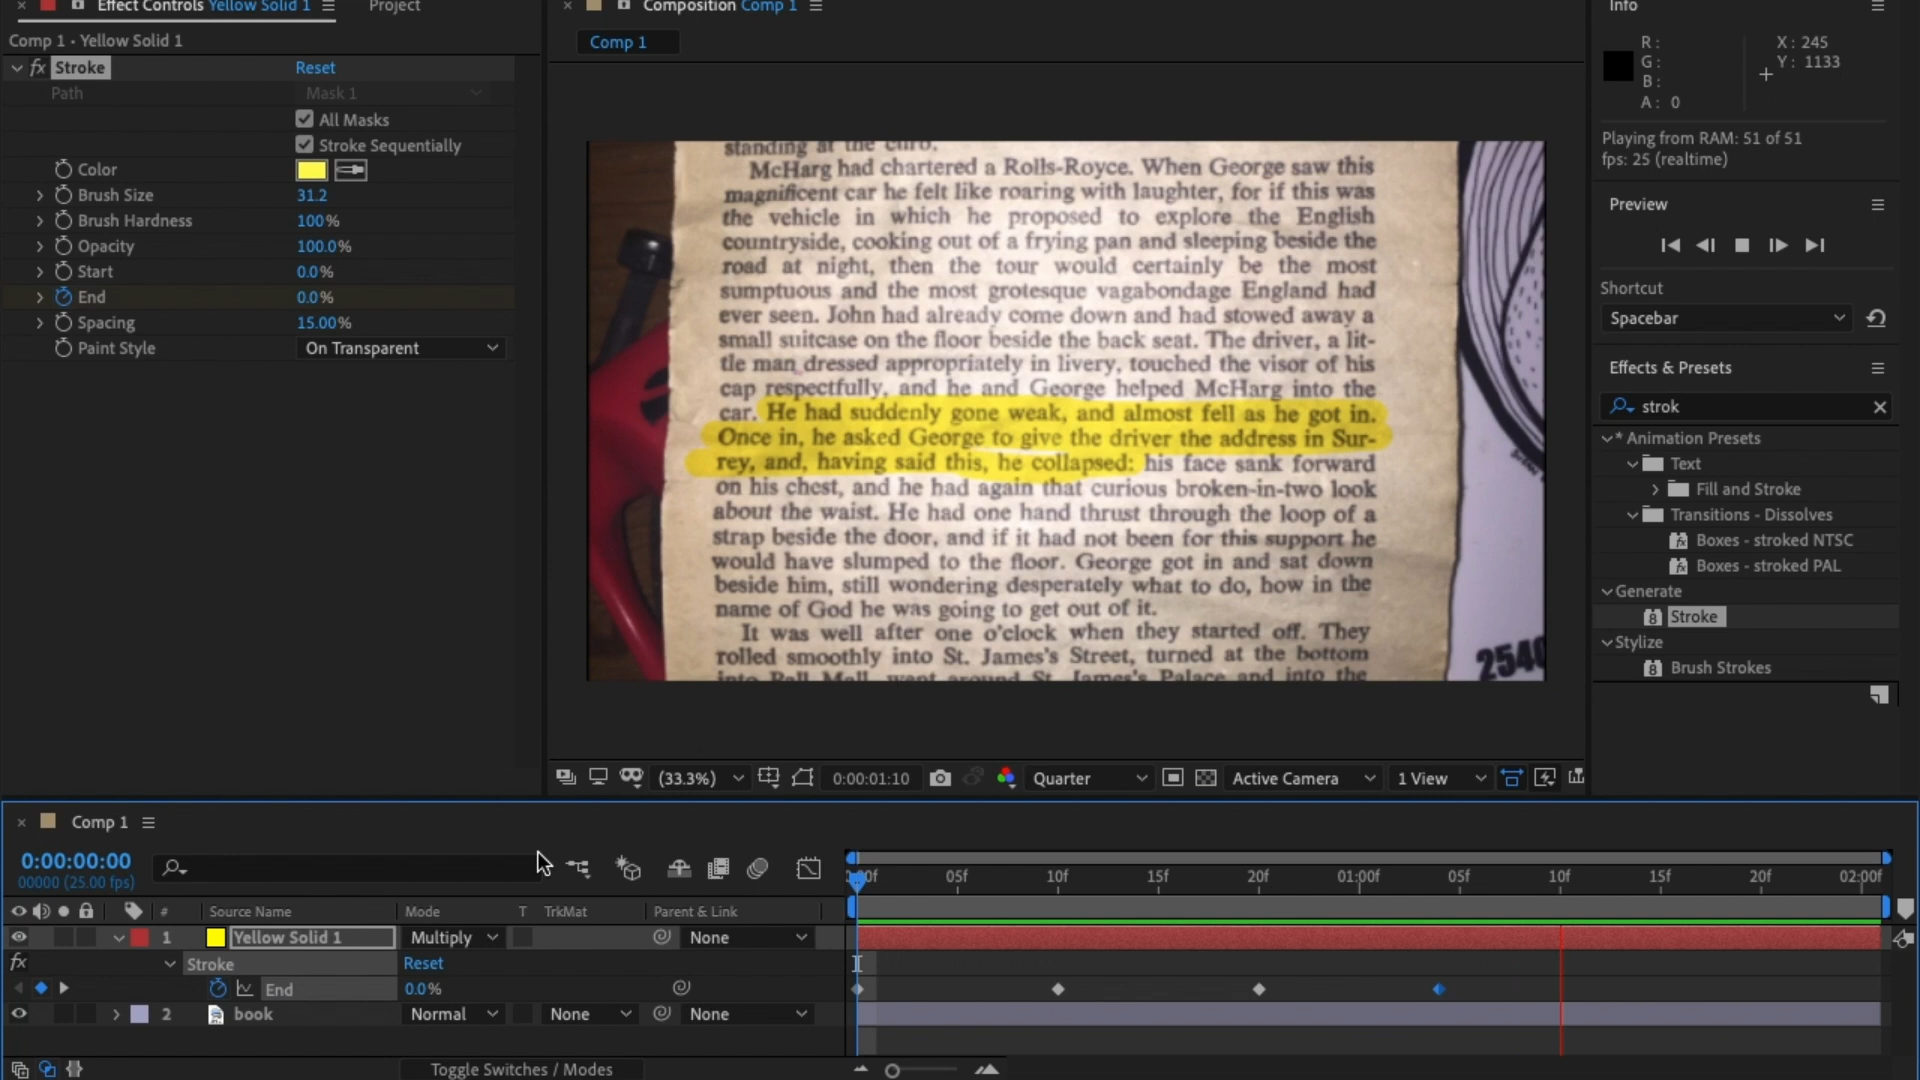 Effect Controls Yellow Solid 1
Project
Comp 1 • Yellow Solid 1
fx Stroke Reset
Path Mask 1
All Masks
Stroke Sequentially
Color
Brush Size 31.2
Brush Hardness 100%
Opacity 100.0%
Start 0.0%
End 0.0%
Spacing 15.00%
Paint Style On Transparent
Composition Comp 1
Comp 1
standing at the curb.
McHarg had chartered a Rolls-Royce. When George saw this
magnificent car he felt like roaring with laughter, for if this was
the vehicle in which he proposed to explore the English
countryside, cooking out of a frying pan and sleeping beside the
road at night, then the tour would certainly be the most
sumptuous and the most grotesque vagabondage England had
ever seen. John had already come down and had stowed away a
small suitcase on the floor beside the back seat. The driver, a lit-
tle man dressed appropriately in livery, touched the visor of his
cap respectfully, and he and George helped McHarg into the
car. He had suddenly gone weak, and almost fell as he got in.
Once in, he asked George to give the driver the address in Sur-
rey, and, having said this, he collapsed: his face sank forward
on his chest, and he had again that curious broken-in-two look
about the waist. He had one hand thrust through the loop of a
strap beside the door, and if it had not been for this support he
would have slumped to the floor. George got in and sat down
beside him, still wondering desperately what to do, how in the
name of God he was going to get out of it.
It was well after one o'clock when they started off. They
rolled smoothly into St. James's Street, turned at the bottom
into Pall Mall, went around St. James's Palace and into the
2540
(33.3%) 0:00:01:10 Quarter Active Camera 1 View
Info
R: X: 245
G: Y: 1133
B:
A: 0
Playing from RAM: 51 of 51
fps: 25 (realtime)
Preview
Shortcut
Spacebar
Effects & Presets
strok
* Animation Presets
Text
Fill and Stroke
Transitions - Dissolves
Boxes - stroked NTSC
Boxes - stroked PAL
Generate
Stroke
Stylize
Brush Strokes
Comp 1
0:00:00:00
00000 (25.00 fps)
:00f 05f 10f 15f 20f 01:00f 05f 10f 15f 20f 02:00f
# Source Name Mode T TrkMat Parent & Link
1 Yellow Solid 1 Multiply None
fx Stroke Reset
End 0.0%
2 book Normal None None
Toggle Switches / Modes